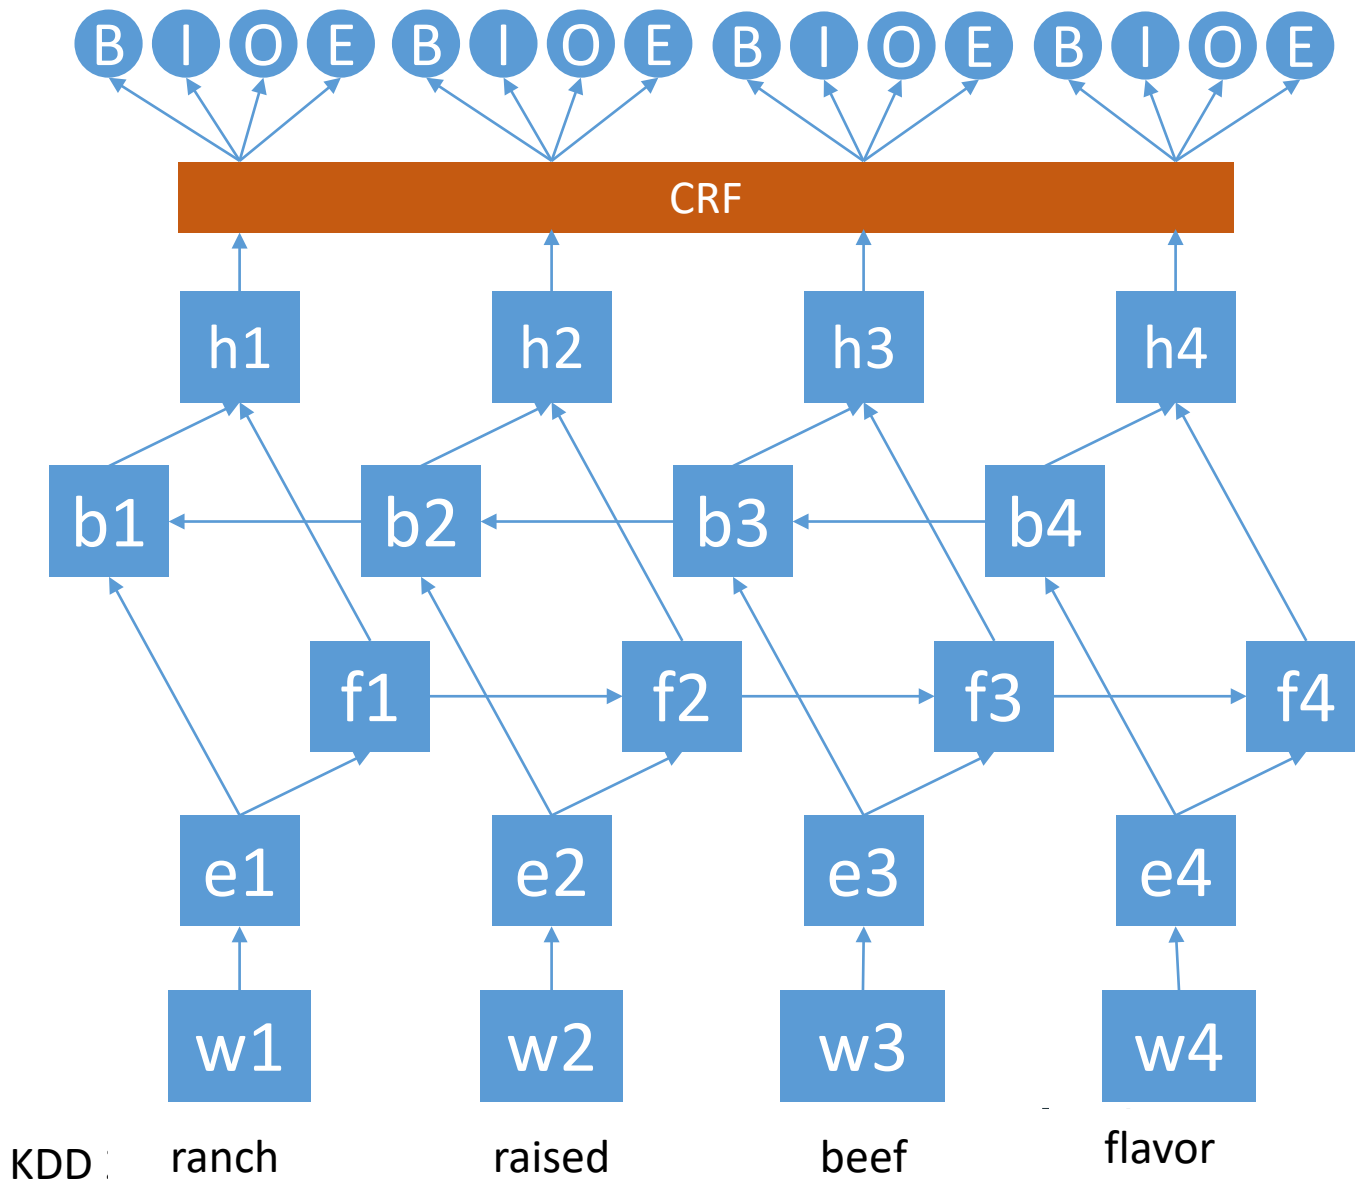 B I O E B I O E B I O E B I O E
CRF
h1 h2 h3 h4
b1 b2 b3 b4
f1 f2 f3 f4
e1 e2 e3 e4
w1 w2 w3 w4
KDD ranch raised beef flavor